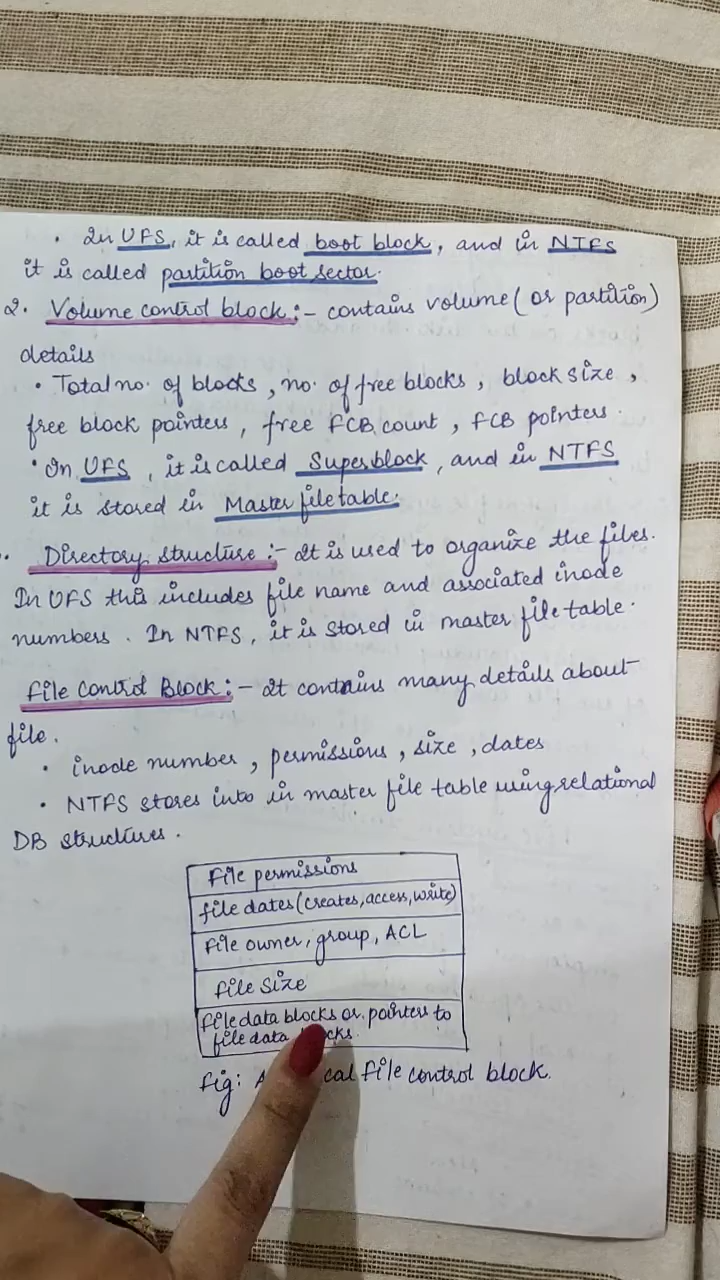 • In UFS, it is called boot block, and in NTFS
it is called partition boot sector.
2. Volume control block :- contains volume (or partition)
details
• Total no. of blocks, no. of free blocks, block size,
free block pointers, free FCB count, FCB pointers.
• In UFS, it is called Superblock, and in NTFS
it is stored in Master file table.
. Directory structure :- It is used to organize the files.
In UFS this includes file name and associated inode
numbers. In NTFS, it is stored in master file table.
File Control Block :- It contains many details about
file.
• inode number, permissions, size, dates
• NTFS stores into in master file table using relational
DB structures.
File permissions
file dates (creates, access, write)
File owner, group, ACL
File size
File data blocks or pointers to
file data
fig: File control block.